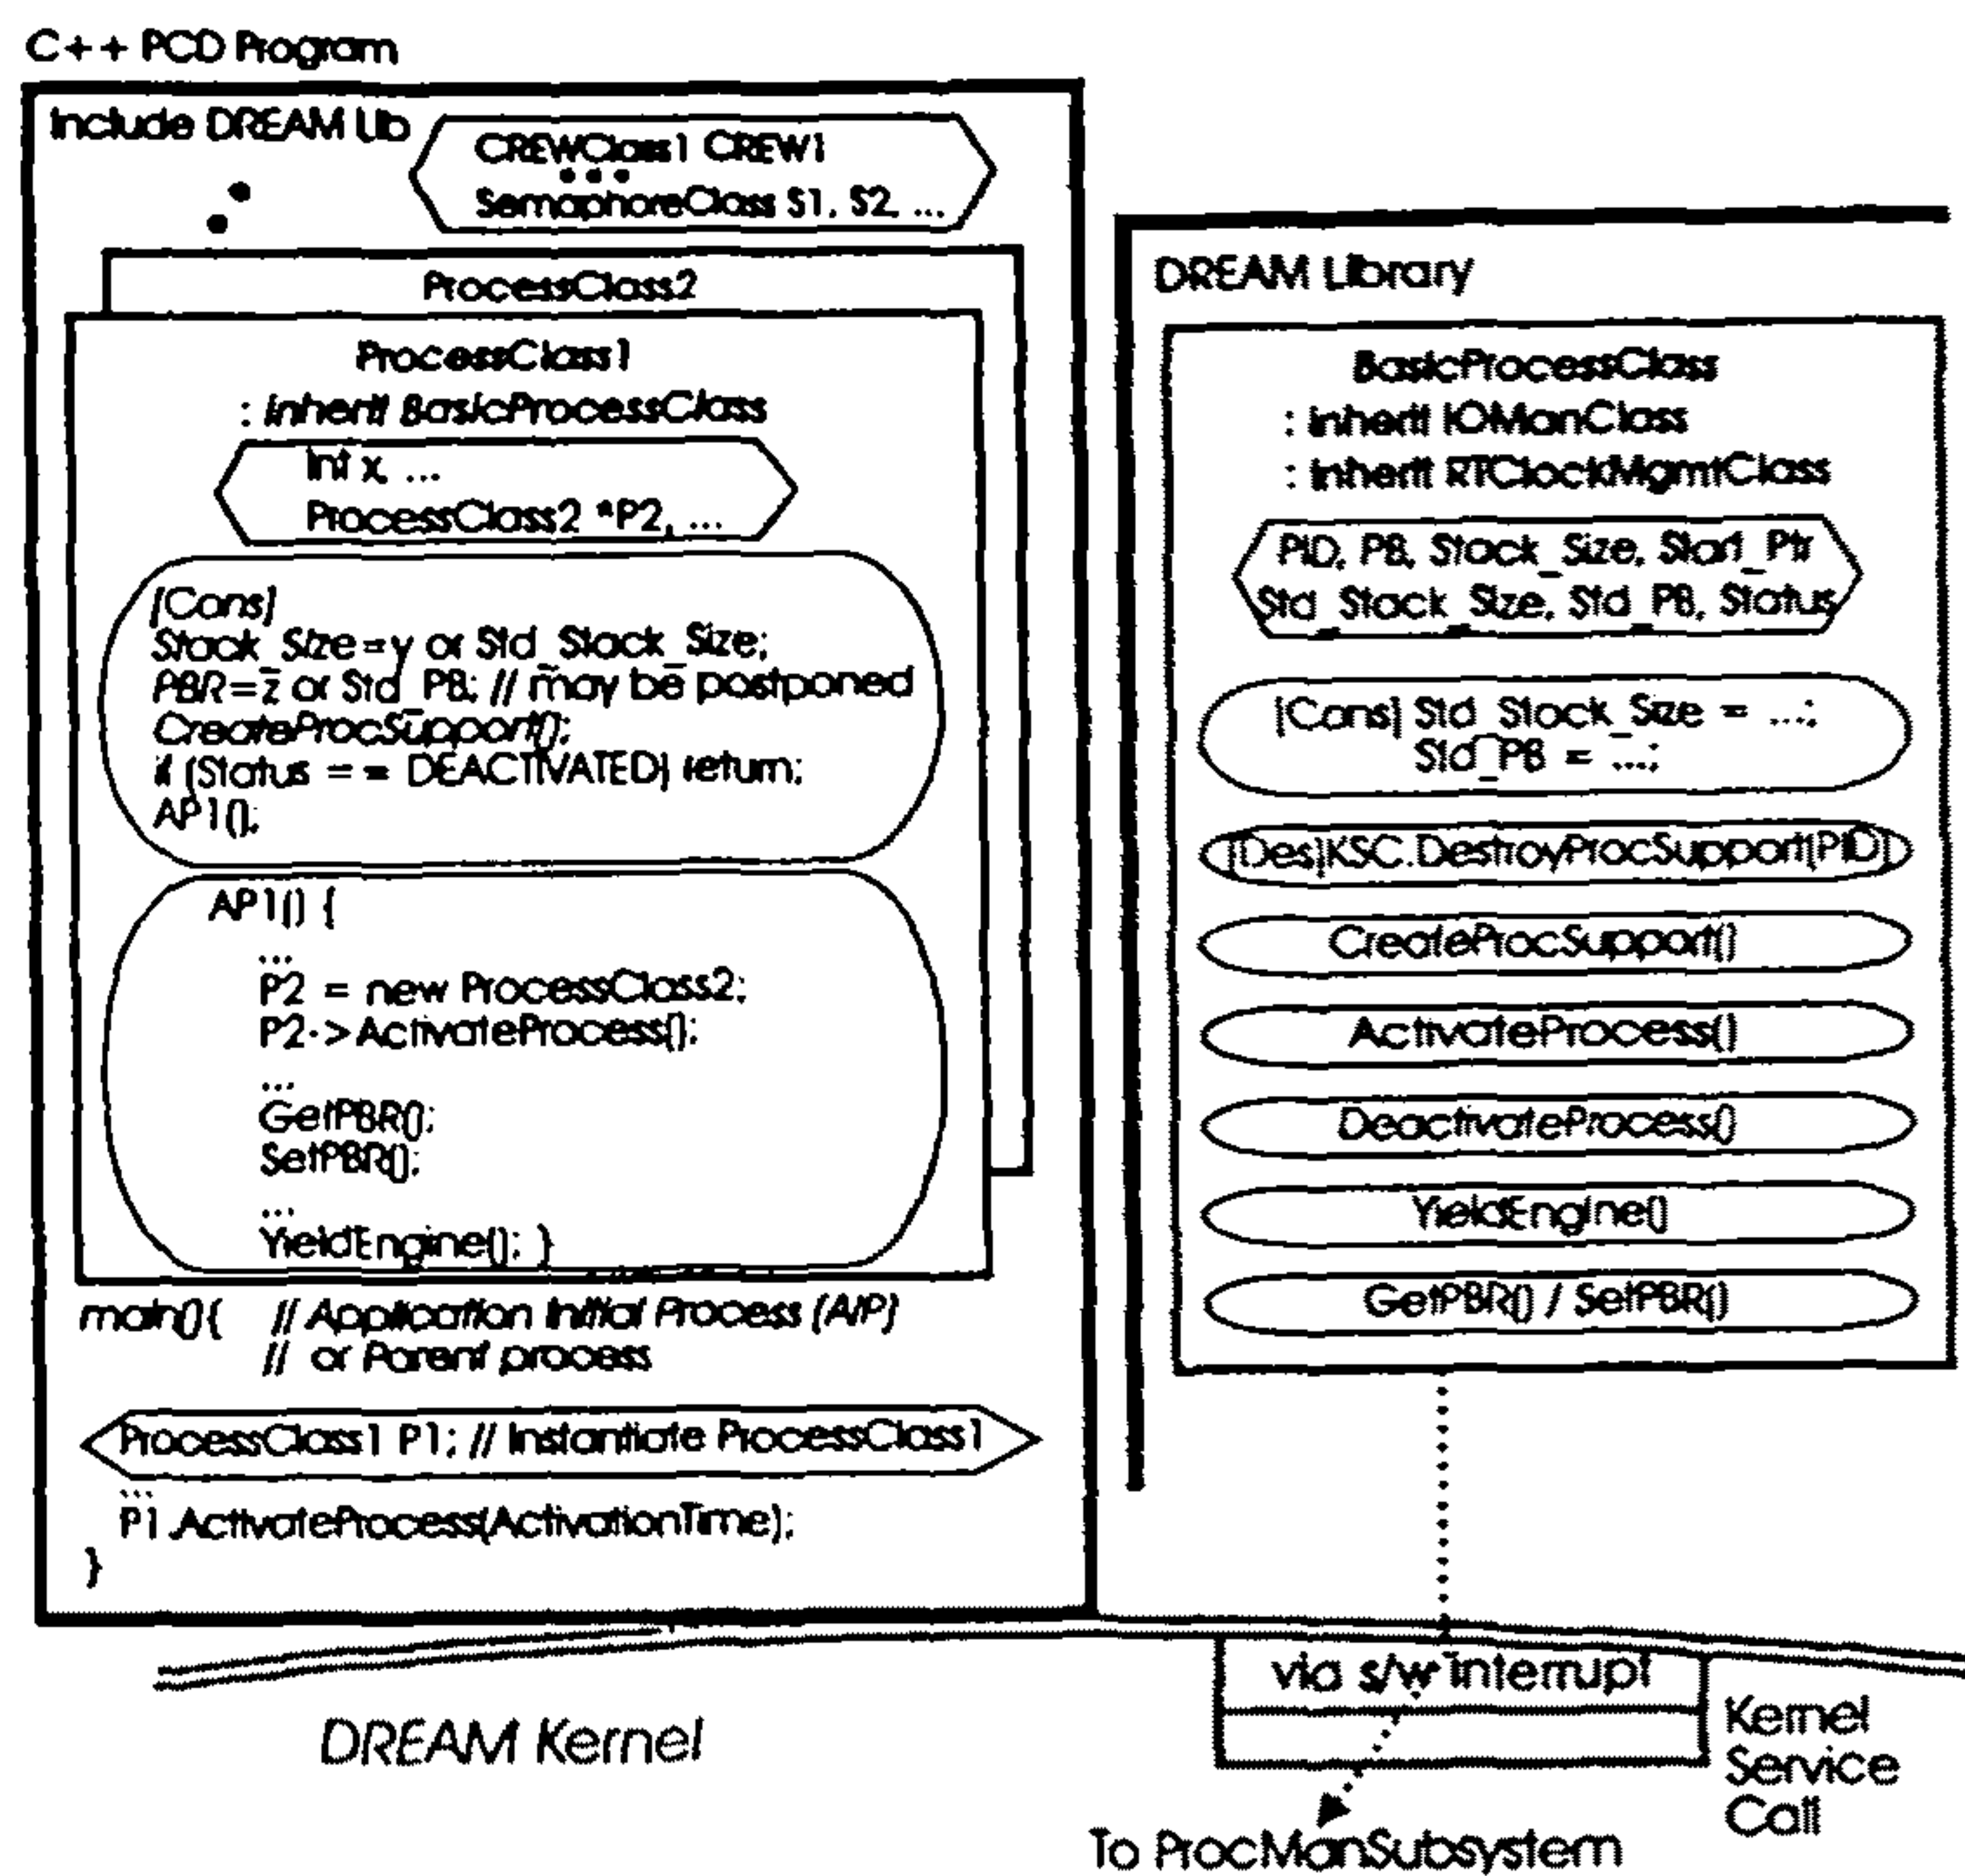 C++ PCD Program
Include DREAM Lib
CREWClass1 CREW1
...
SemaphoreClass S1, S2, ...
ProcessClass2
ProcessClass1
: inherit BasicProcessClass
int x, ...
ProcessClass2 *P2, ...
[Cons]
Stack_Size=y or Std_Stack_Size;
PBR=z or Std_PB; // may be postponed
CreateProcSupport();
if (Status == DEACTIVATED) return;
AP1();
AP1() {
...
P2 = new ProcessClass2;
P2->ActivateProcess();
...
GetPBR();
SetPBR();
...
YieldEngine(); }
main(){ // Application Initial Process (AIP)
// or Parent process
ProcessClass1 P1; // Instantiate ProcessClass1
...
P1.ActivateProcess(ActivationTime);
}
DREAM Library
BasicProcessClass
: inherit IOManClass
: inherit RTClockMgmtClass
PID, PB, Stack_Size, Start_Ptr
Std_Stack_Size, Std_PB, Status
[Cons] Std_Stack_Size = ...;
Std_PB = ...;
[Des]KSC.DestroyProcSupport(PID)
CreateProcSupport()
ActivateProcess()
DeactivateProcess()
YieldEngine()
GetPBR() / SetPBR()
DREAM Kernel
via s/w interrupt
Kernel
Service
Call
To ProcManSubsystem